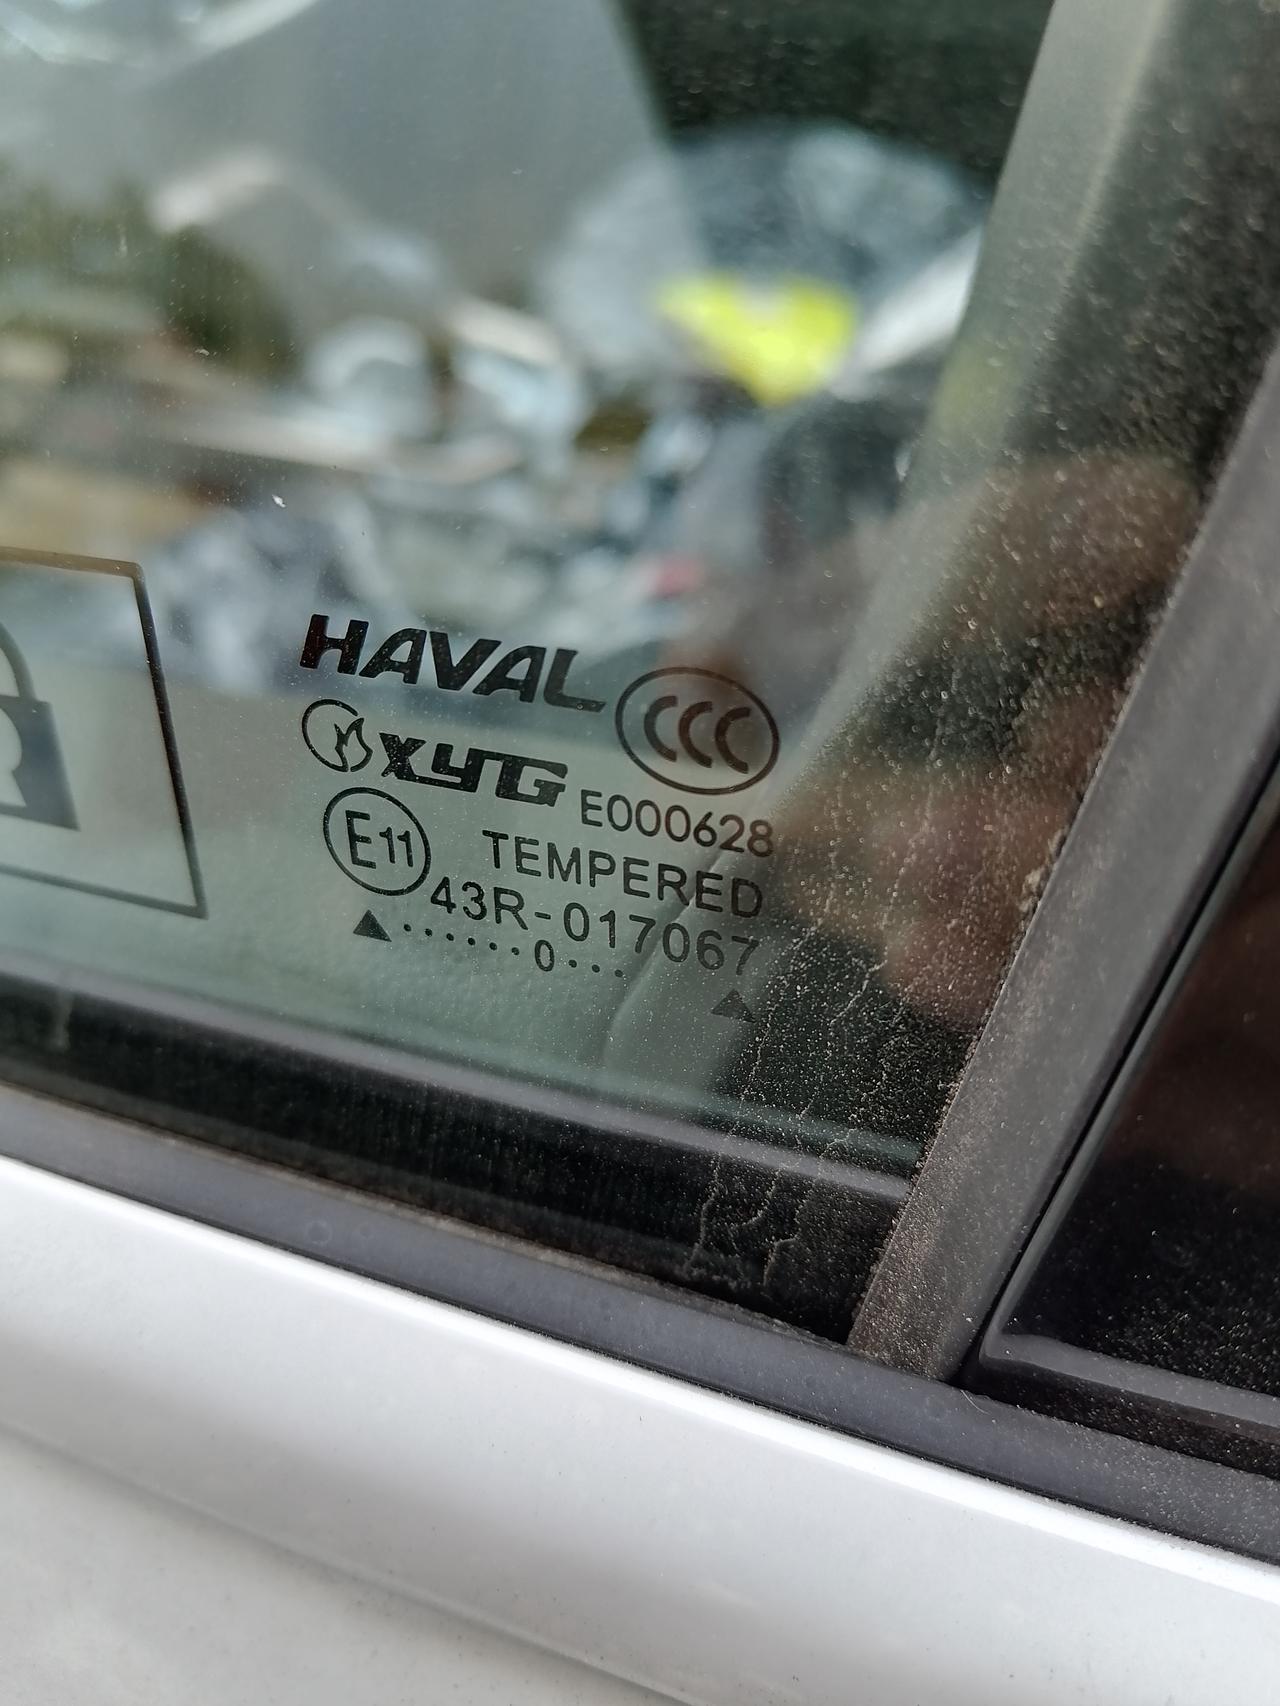 HAVAL
CCC
XYG
E000628
E11
TEMPERED
43R-017067
▲......0... ▲